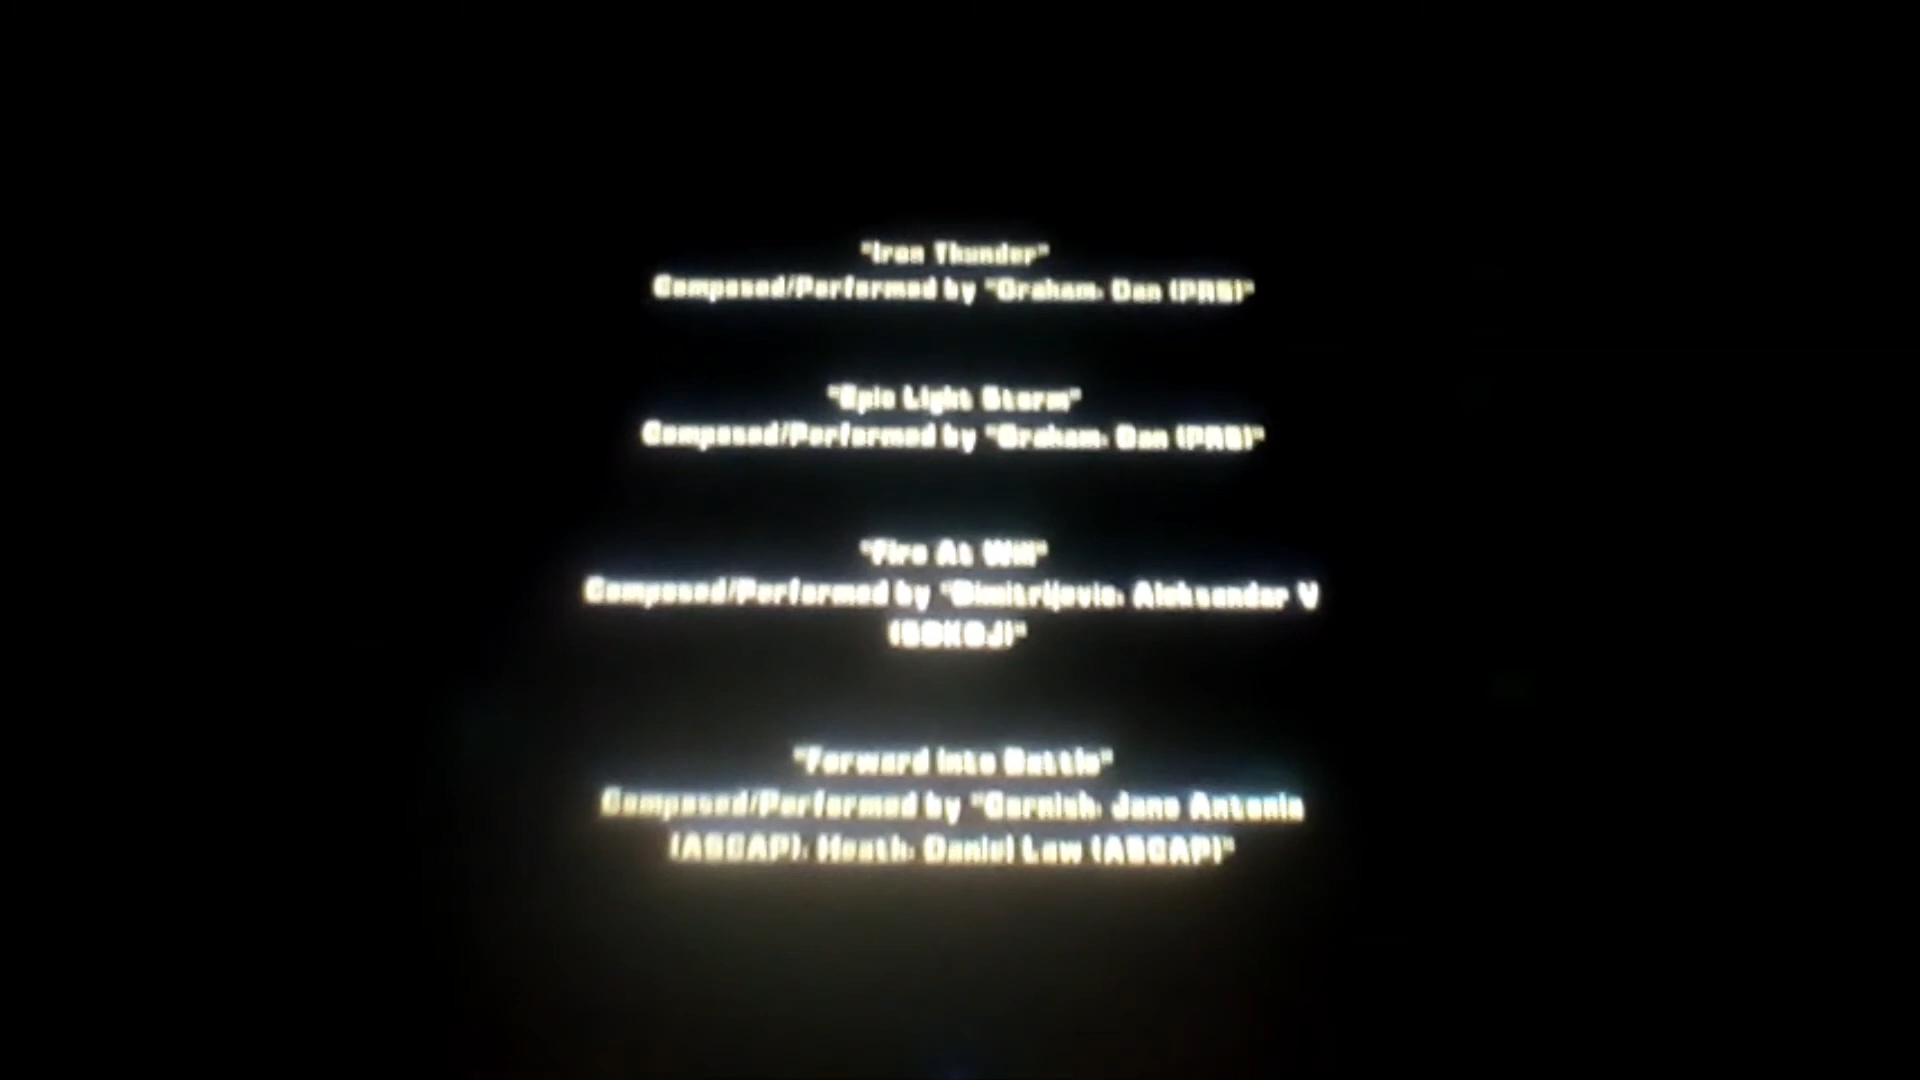 "Iron Thunder"
Composed/Performed by "Graham, Dan (PRS)"
"Epic Light Storm"
Composed/Performed by "Graham, Dan (PRS)"
"Fire At Will"
Composed/Performed by "Dimitrijevic, Aleksandar V
(SOKOJ)"
"Forward Into Battle"
Composed/Performed by "Cornish, Jane Antonia
(ASCAP), Heath, Daniel Law (ASCAP)"